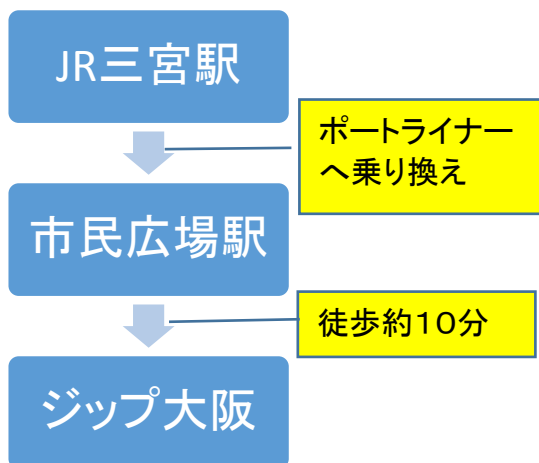 JR三宮駅
ポートライナー
へ乗り換え
市民広場駅
徒歩約10分
ジップ大阪